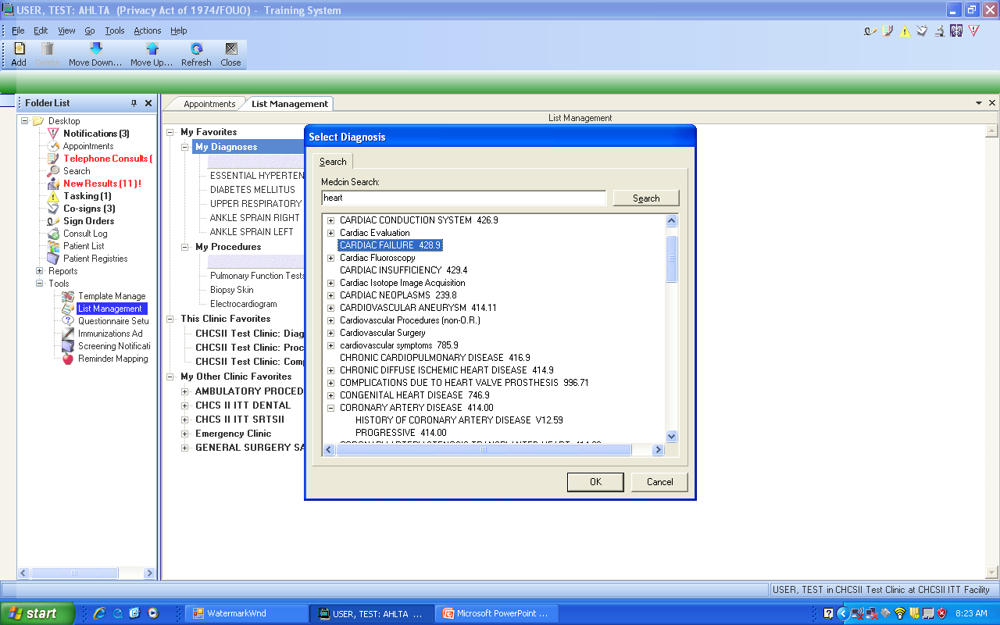 USER, TEST: AHLTA (Privacy Act of 1974/FOUO) - Training System
File Edit View Go Tools Actions Help
Add Delete Move Down... Move Up... Refresh Close
Folder List
Desktop
Notifications (3)
Appointments
Telephone Consults (
Search
New Results (11)!
Tasking (1)
Co-signs (3)
Sign Orders
Consult Log
Patient List
Patient Registries
Reports
Tools
Template Manage
List Management
Questionnaire Setu
Immunizations Ad
Screening Notificati
Reminder Mapping
Appointments List Management
List Management
My Favorites
My Diagnoses
ESSENTIAL HYPERTEN
DIABETES MELLITUS
UPPER RESPIRATORY
ANKLE SPRAIN RIGHT
ANKLE SPRAIN LEFT
My Procedures
Pulmonary Function Tests
Biopsy Skin
Electrocardiogram
This Clinic Favorites
CHCSII Test Clinic: Diag
CHCSII Test Clinic: Proc
CHCSII Test Clinic: Comp
My Other Clinic Favorites
AMBULATORY PROCED
CHCS II ITT DENTAL
CHCS II ITT SRTSII
Emergency Clinic
GENERAL SURGERY SA
Select Diagnosis
Search
Medcin Search:
heart
Search
CARDIAC CONDUCTION SYSTEM 426.9
Cardiac Evaluation
CARDIAC FAILURE 428.9
Cardiac Fluoroscopy
CARDIAC INSUFFICIENCY 429.4
Cardiac Isotope Image Acquisition
CARDIAC NEOPLASMS 239.8
CARDIOVASCULAR ANEURYSM 414.11
Cardiovascular Procedures (non-O.R.)
Cardiovascular Surgery
cardiovascular symptoms 785.9
CHRONIC CARDIOPULMONARY DISEASE 416.9
CHRONIC DIFFUSE ISCHEMIC HEART DISEASE 414.9
COMPLICATIONS DUE TO HEART VALVE PROSTHESIS 996.71
CONGENITAL HEART DISEASE 746.9
CORONARY ARTERY DISEASE 414.00
HISTORY OF CORONARY ARTERY DISEASE V12.59
PROGRESSIVE 414.00
OK Cancel
USER, TEST in CHCSII Test Clinic at CHCSII ITT Facility
start
WatermarkWnd
USER, TEST: AHLTA ...
Microsoft PowerPoint ...
8:23 AM